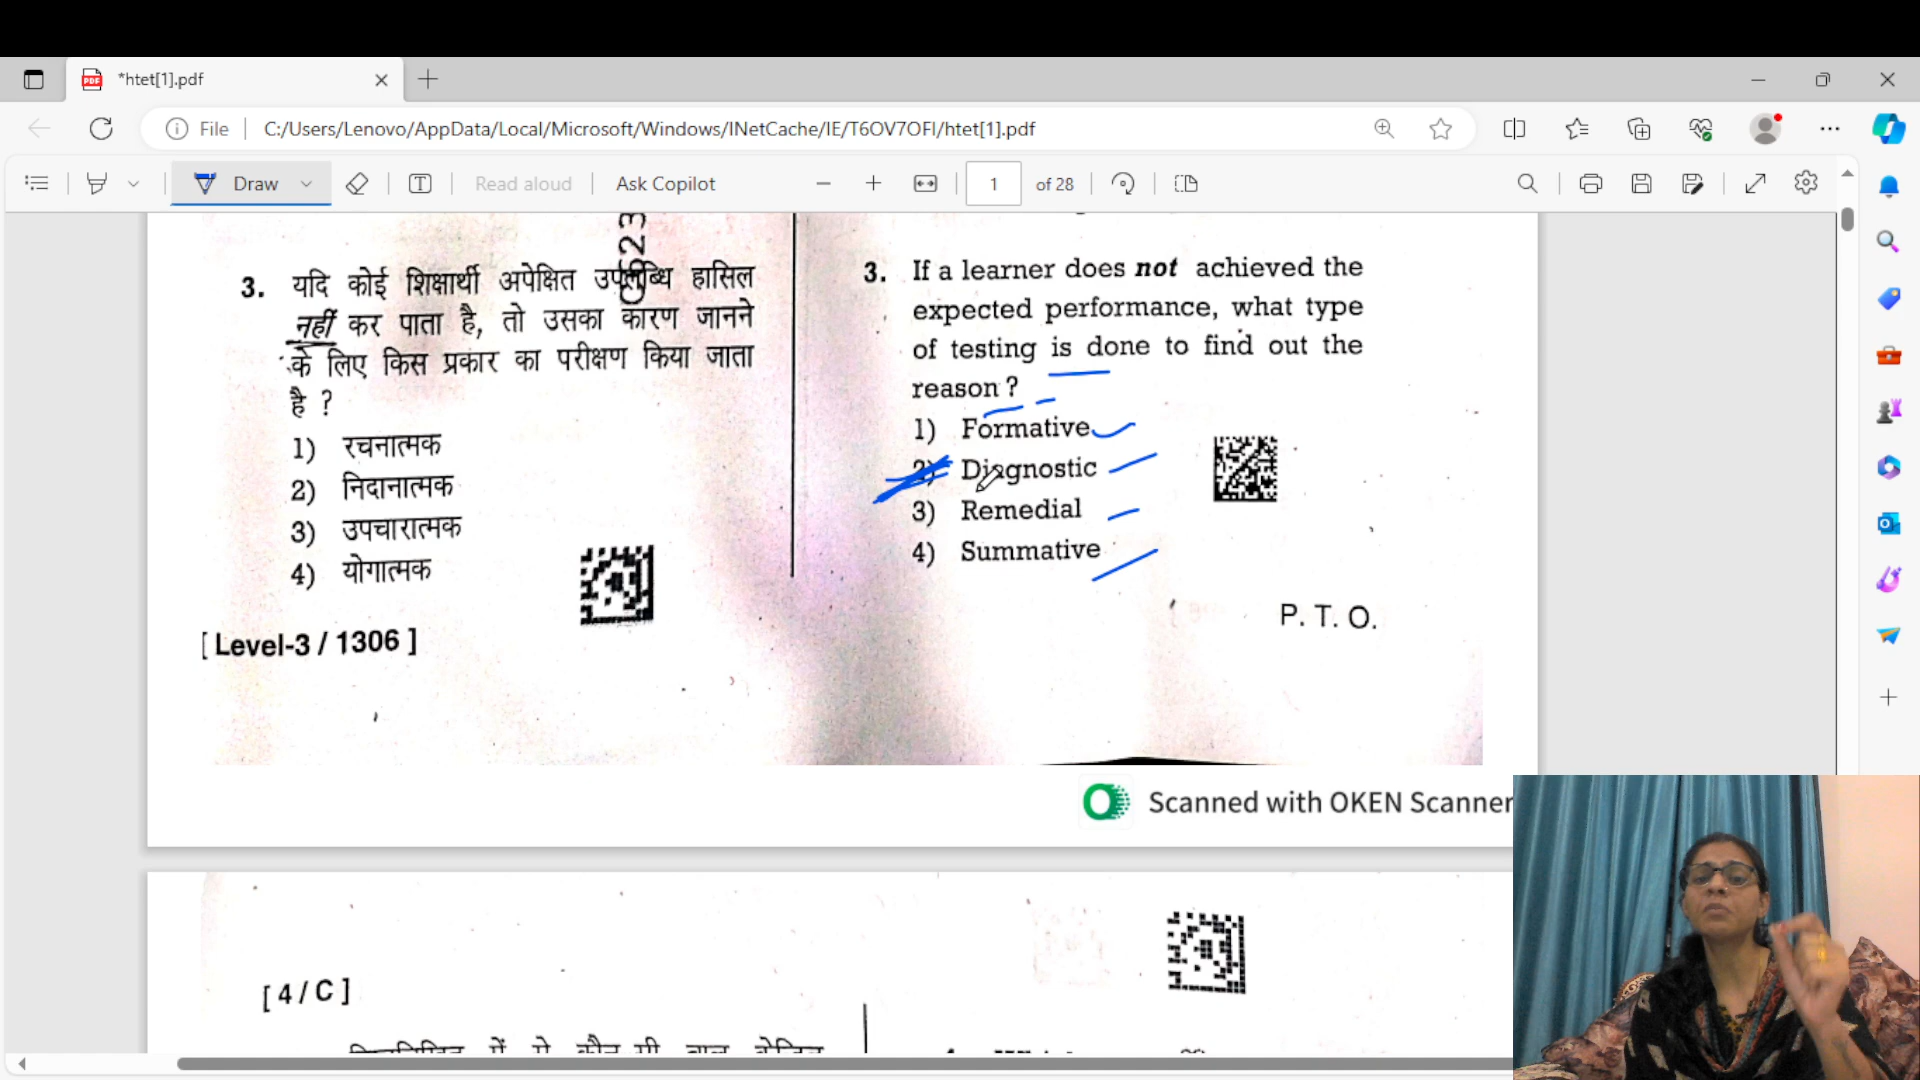 *htet[1].pdf
File
C:/Users/Lenovo/AppData/Local/Microsoft/Windows/INetCache/IE/T6OV7OFI/htet[1].pdf
Draw
Read aloud
Ask Copilot
1
of 28
3. यदि कोई शिक्षार्थी अपेक्षित उपलब्धि हासिल
नहीं कर पाता है, तो उसका कारण जानने
के लिए किस प्रकार का परीक्षण किया जाता
है ?
1) रचनात्मक
2) निदानात्मक
3) उपचारात्मक
4) योगात्मक
[ Level-3 / 1306 ]
3. If a learner does not achieved the
expected performance, what type
of testing is done to find out the
reason ?
1) Formative
2) Diagnostic
3) Remedial
4) Summative
P. T. O.
Scanned with OKEN Scanner
[ 4 / C ]